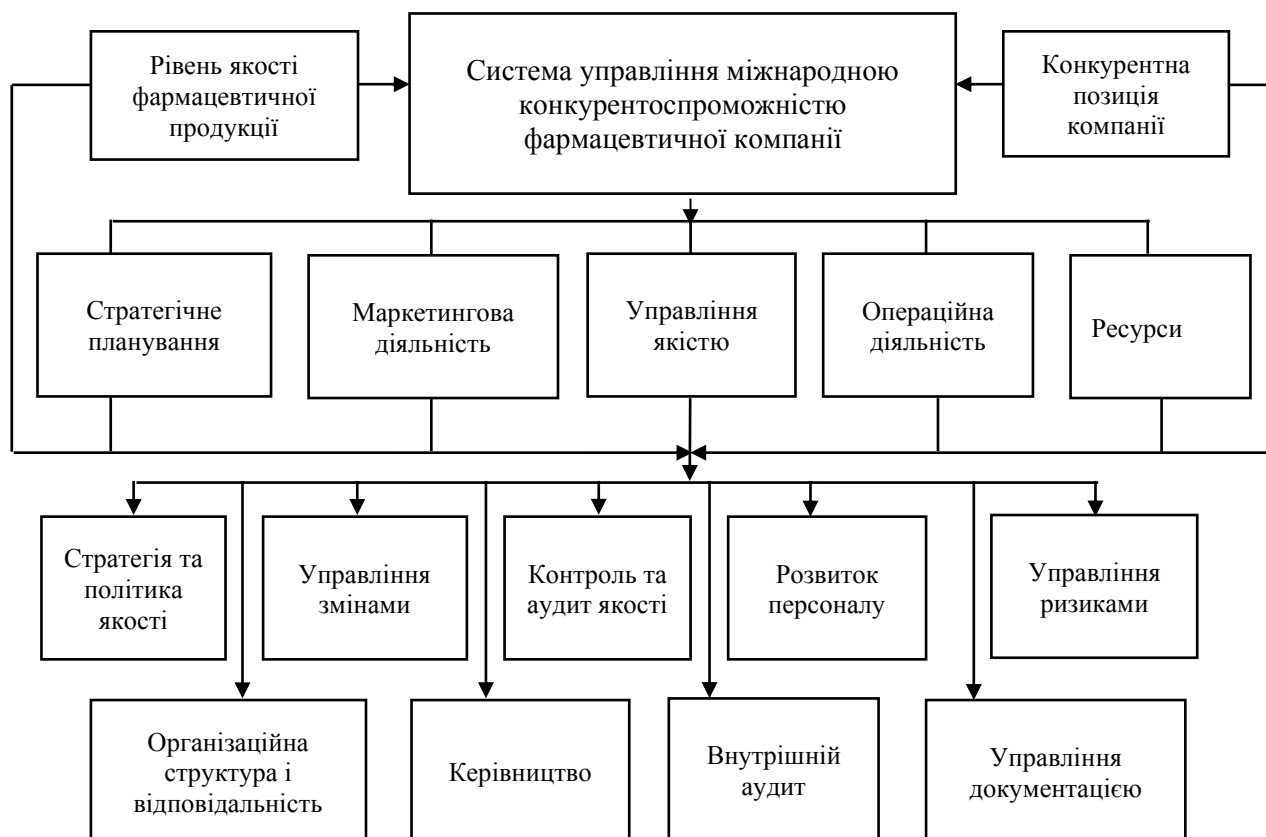 Рівень якості
фармацевтичної
продукції
Система управління міжнародною
конкурентоспроможністю
фармацевтичної компанії
Конкурентна
позиція
компанії
Стратегічне
планування
Маркетингова
діяльність
Управління
якістю
Операційна
діяльність
Ресурси
Стратегія та
політика
якості
Управління
змінами
Контроль та
аудит якості
Розвиток
персоналу
Управління
ризиками
Організаційна
структура і
відповідальність
Керівництво
Внутрішній
аудит
Управління
документацією